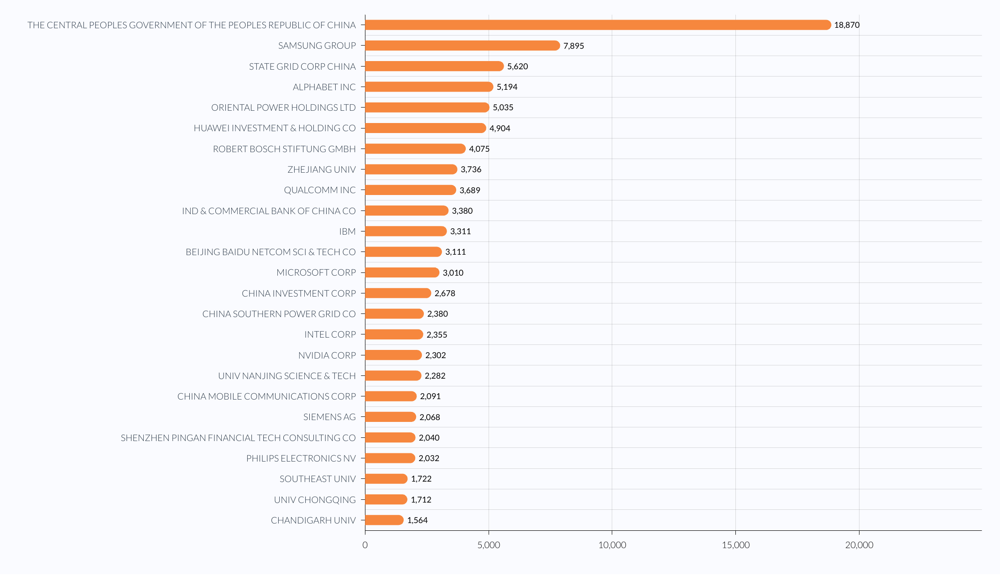 THE CENTRAL PEOPLES GOVERNMENT OF THE PEOPLES REPUBLIC OF CHINA 18,870
SAMSUNG GROUP 7,895
STATE GRID CORP CHINA 5,620
ALPHABET INC 5,194
ORIENTAL POWER HOLDINGS LTD 5,035
HUAWEI INVESTMENT & HOLDING CO 4,904
ROBERT BOSCH STIFTUNG GMBH 4,075
ZHEJIANG UNIV 3,736
QUALCOMM INC 3,689
IND & COMMERCIAL BANK OF CHINA CO 3,380
IBM 3,311
BEIJING BAIDU NETCOM SCI & TECH CO 3,111
MICROSOFT CORP 3,010
CHINA INVESTMENT CORP 2,678
CHINA SOUTHERN POWER GRID CO 2,380
INTEL CORP 2,355
NVIDIA CORP 2,302
UNIV NANJING SCIENCE & TECH 2,282
CHINA MOBILE COMMUNICATIONS CORP 2,091
SIEMENS AG 2,068
SHENZHEN PINGAN FINANCIAL TECH CONSULTING CO 2,040
PHILIPS ELECTRONICS NV 2,032
SOUTHEAST UNIV 1,722
UNIV CHONGQING 1,712
CHANDIGARH UNIV 1,564
0 5,000 10,000 15,000 20,000